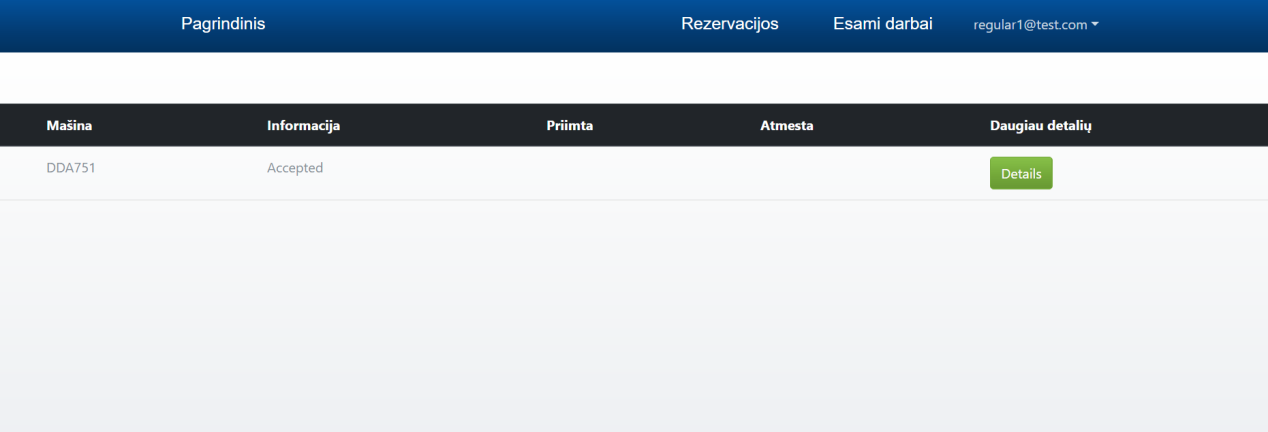 Pagrindinis Rezervacijos Esami darbai regular1@test.com
Mašina Informacija Priimta Atmesta Daugiau detalių
DDA751 Accepted Details